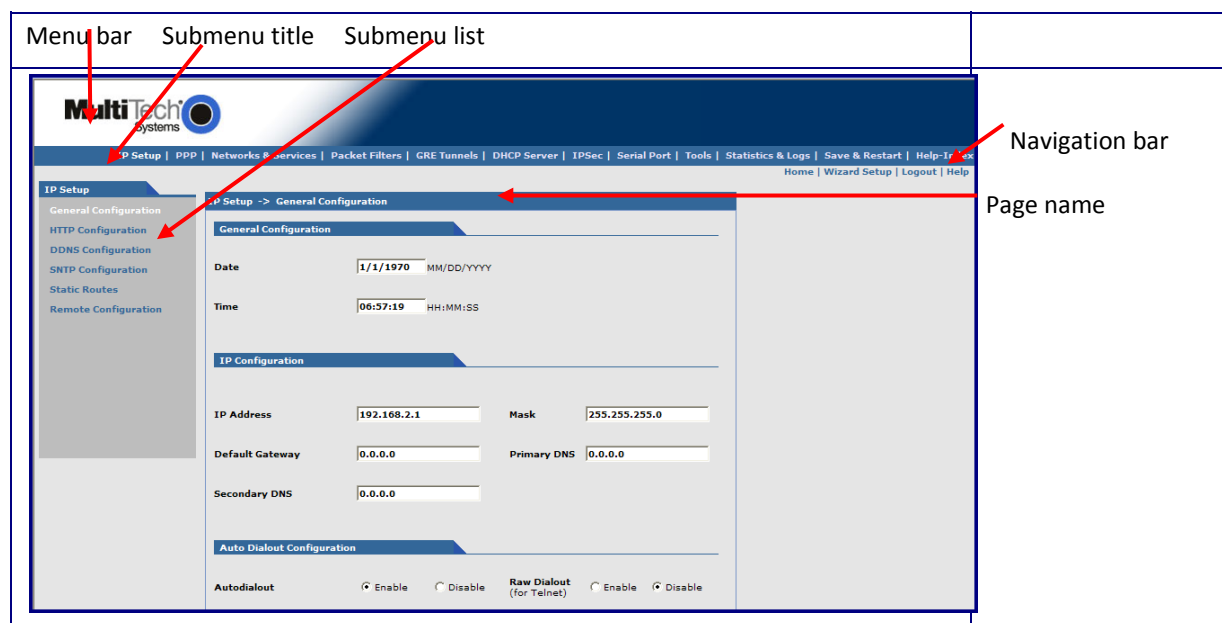 Menu bar Submenu title Submenu list
MultiTech
Systems
IP Setup | PPP | Networks & Services | Packet Filters | GRE Tunnels | DHCP Server | IPSec | Serial Port | Tools | Statistics & Logs | Save & Restart | Help-Index
Home | Wizard Setup | Logout | Help
Navigation bar
Page name
IP Setup
General Configuration
HTTP Configuration
DDNS Configuration
SNTP Configuration
Static Routes
Remote Configuration
IP Setup -> General Configuration
General Configuration
Date 1/1/1970 MM/DD/YYYY
Time 06:57:19 HH:MM:SS
IP Configuration
IP Address 192.168.2.1 Mask 255.255.255.0
Default Gateway 0.0.0.0 Primary DNS 0.0.0.0
Secondary DNS 0.0.0.0
Auto Dialout Configuration
Autodialout Enable Disable Raw Dialout Enable Disable
(for Telnet)